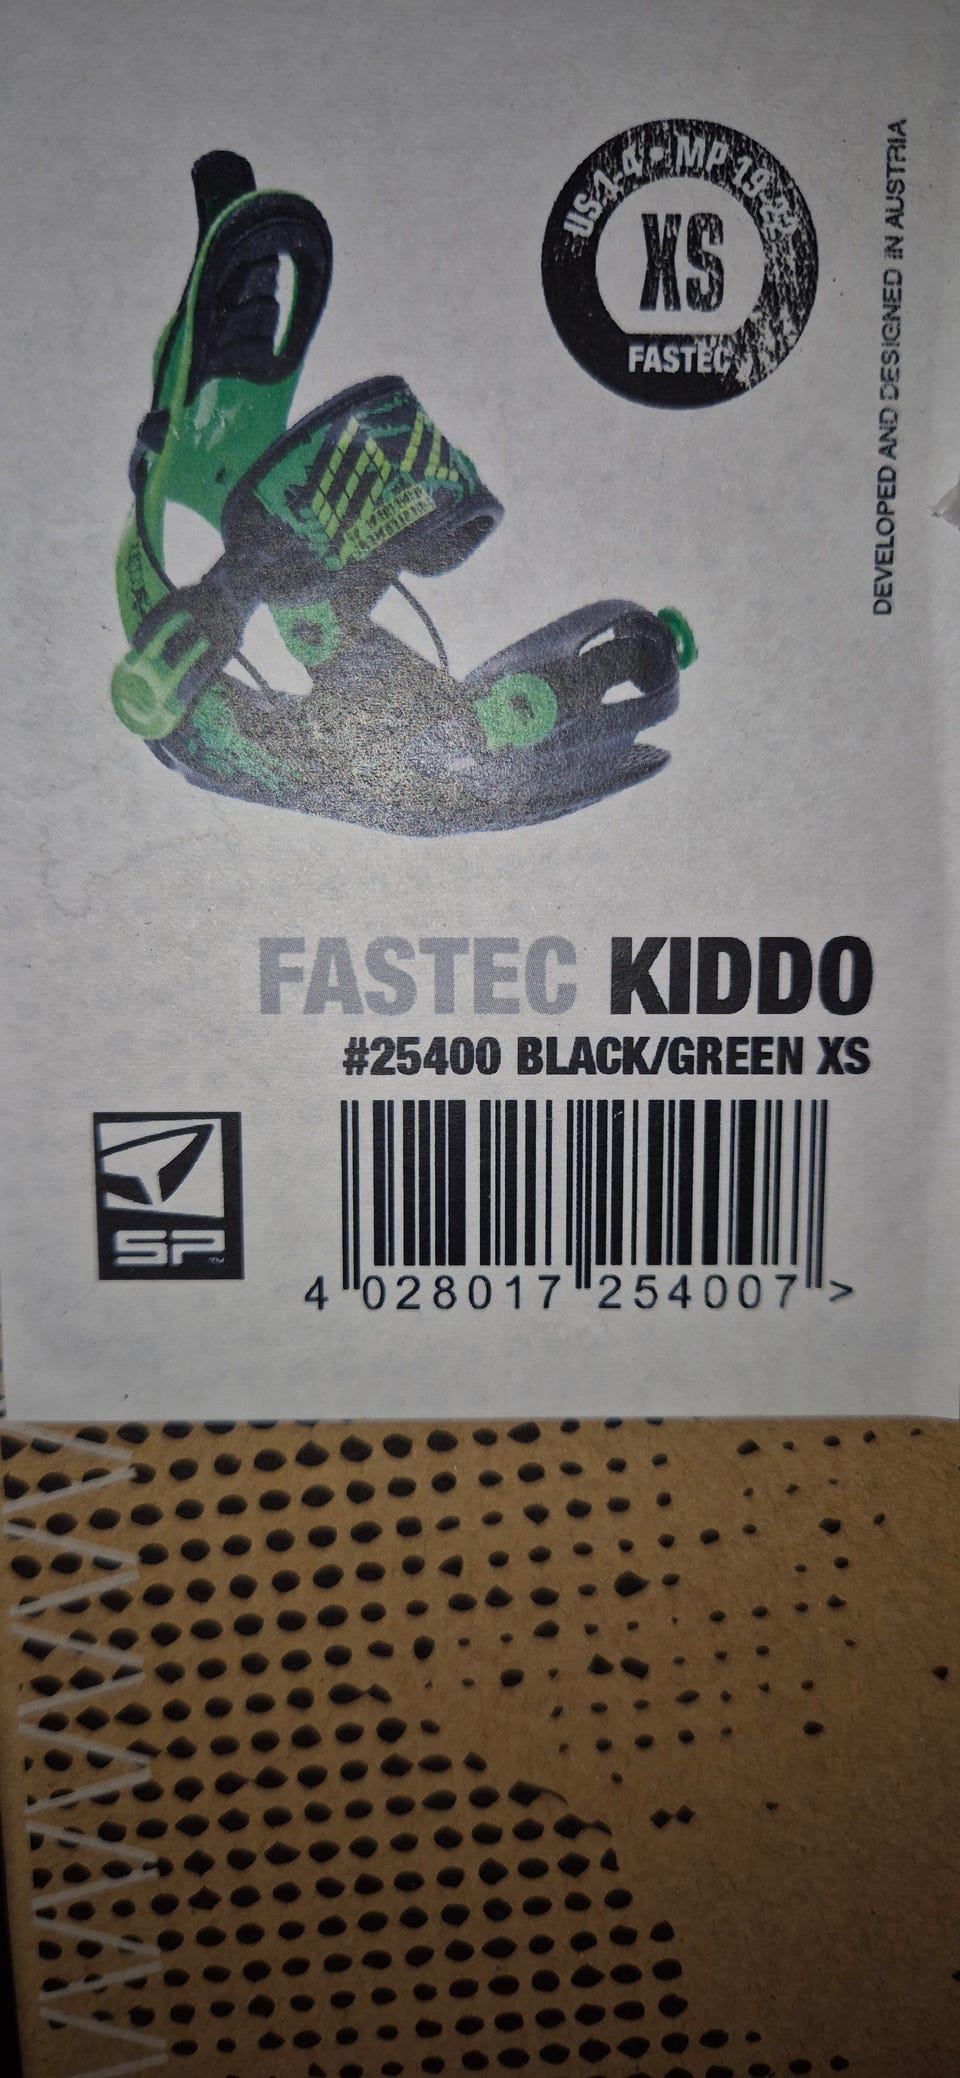 US 1-4 • MP 19-22
XS
FASTEC
DEVELOPED AND DESIGNED IN AUSTRIA
FASTEC KIDDO
#25400 BLACK/GREEN XS
SP
4 028017 254007 >